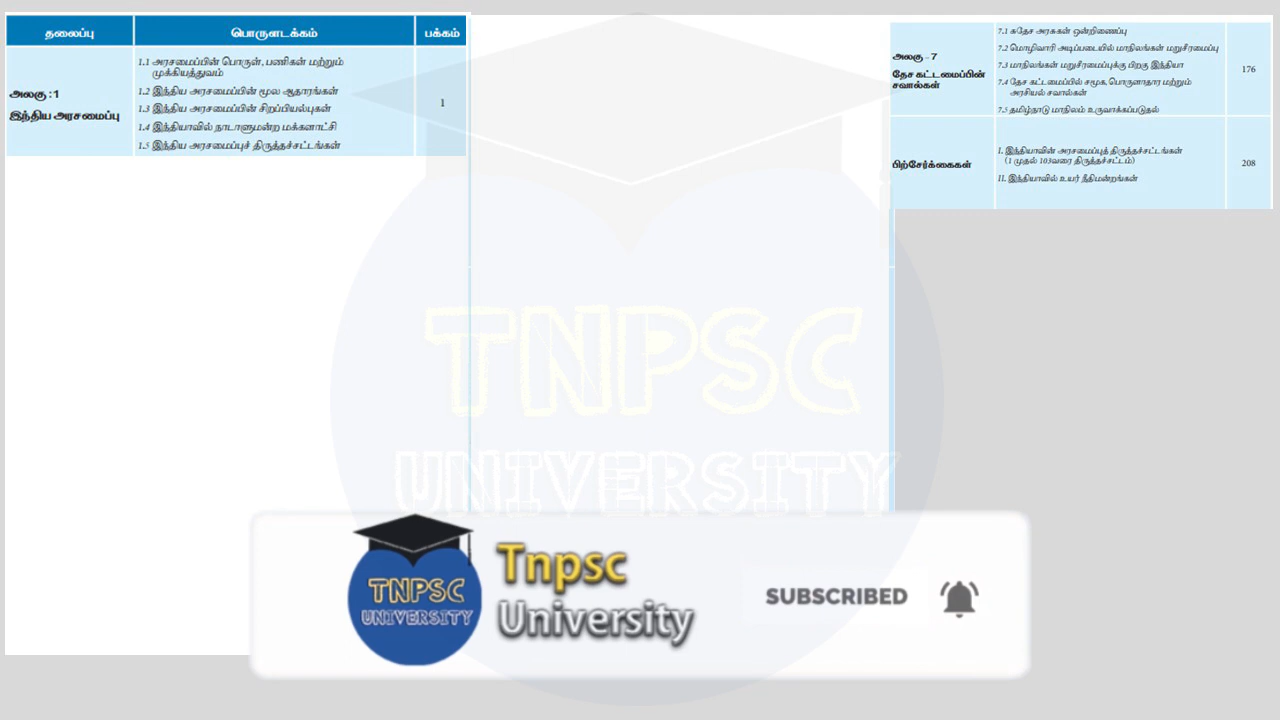 தலைப்பு பொருளடக்கம் பக்கம்
அலகு : 1
இந்திய அரசமைப்பு
1.1 அரசமைப்பின் பொருள், பணிகள் மற்றும்
முக்கியத்துவம்
1.2 இந்திய அரசமைப்பின் மூல ஆதாரங்கள்
1.3 இந்திய அரசமைப்பின் சிறப்பியல்புகள்
1.4 இந்தியாவில் நாடாளுமன்ற மக்களாட்சி
1.5 இந்திய அரசமைப்புச் திருத்தச்சட்டங்கள்
1
அலகு – 7
தேச கட்டமைப்பின்
சவால்கள்
7.1 சுதேச அரசுகள் ஒன்றிணைப்பு
7.2 மொழிவாரி அடிப்படையில் மாநிலங்கள் மறுசீரமைப்பு
7.3 மாநிலங்கள் மறுசீரமைப்புக்கு பிறகு இந்தியா
7.4 தேச கட்டமைப்பில் சமூக, பொருளாதார மற்றும்
அரசியல் சவால்கள்
7.5 தமிழ்நாடு மாநிலம் உருவாக்கப்படுதல்
176
பிற்சேர்க்கைகள்
I. இந்தியாவின் அரசமைப்புத் திருத்தச்சட்டங்கள்
(1 முதல் 103வரை திருத்தச்சட்டம்)
II. இந்தியாவில் உயர் நீதிமன்றங்கள்
208
TNPSC
UNIVERSITY
TNPSC
UNIVERSITY
Tnpsc
University
SUBSCRIBED